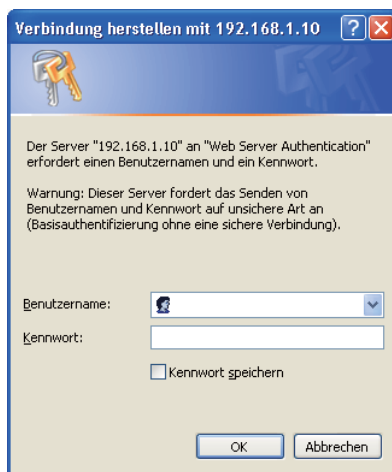 Verbindung herstellen mit 192.168.1.10
Der Server "192.168.1.10" an "Web Server Authentication"
erfordert einen Benutzernamen und ein Kennwort.
Warnung: Dieser Server fordert das Senden von
Benutzernamen und Kennwort auf unsichere Art an
(Basisauthentifizierung ohne eine sichere Verbindung).
Benutzername:
Kennwort:
Kennwort speichern
OK
Abbrechen